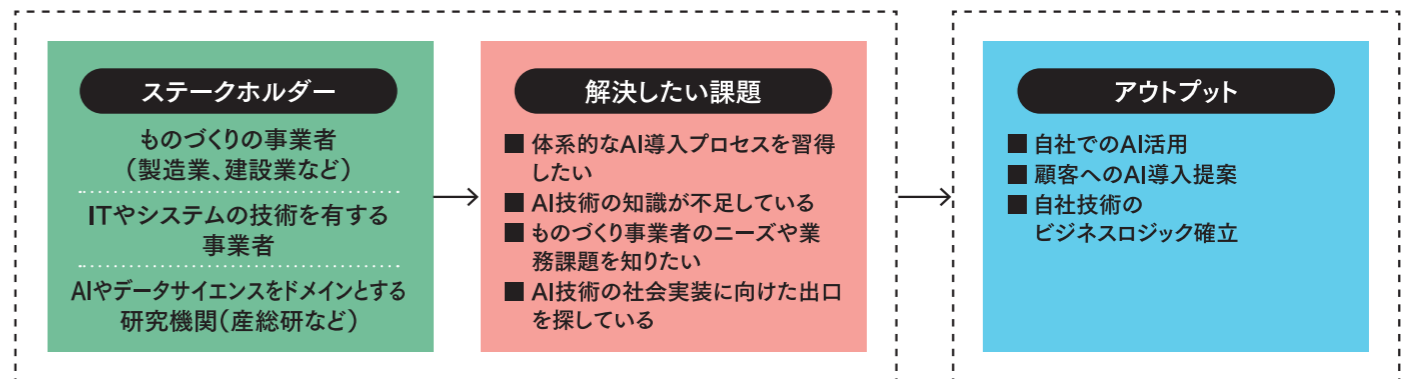 ステークホルダー
ものづくりの事業者
（製造業、建設業など）
ITやシステムの技術を有する
事業者
AIやデータサイエンスをドメインとする
研究機関（産総研など）
解決したい課題
■ 体系的なAI導入プロセスを習得
したい
■ AI技術の知識が不足している
■ ものづくり事業者のニーズや業
務課題を知りたい
■ AI技術の社会実装に向けた出口
を探している
アウトプット
■ 自社でのAI活用
■ 顧客へのAI導入提案
■ 自社技術の
ビジネスロジック確立